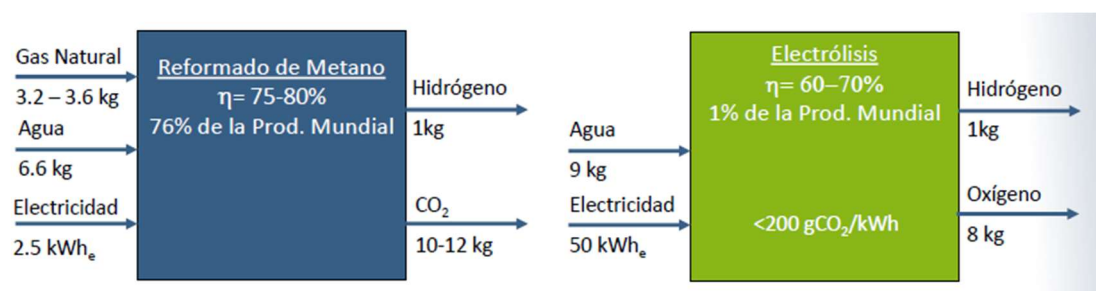 Gas Natural
3.2 – 3.6 kg
Agua
6.6 kg
Electricidad
2.5 kWhₑ
Reformado de Metano
η= 75-80%
76% de la Prod. Mundial
Hidrógeno
1kg
CO₂
10-12 kg
Agua
9 kg
Electricidad
50 kWhₑ
Electrólisis
η= 60–70%
1% de la Prod. Mundial
<200 gCO₂/kWh
Hidrógeno
1kg
Oxígeno
8 kg